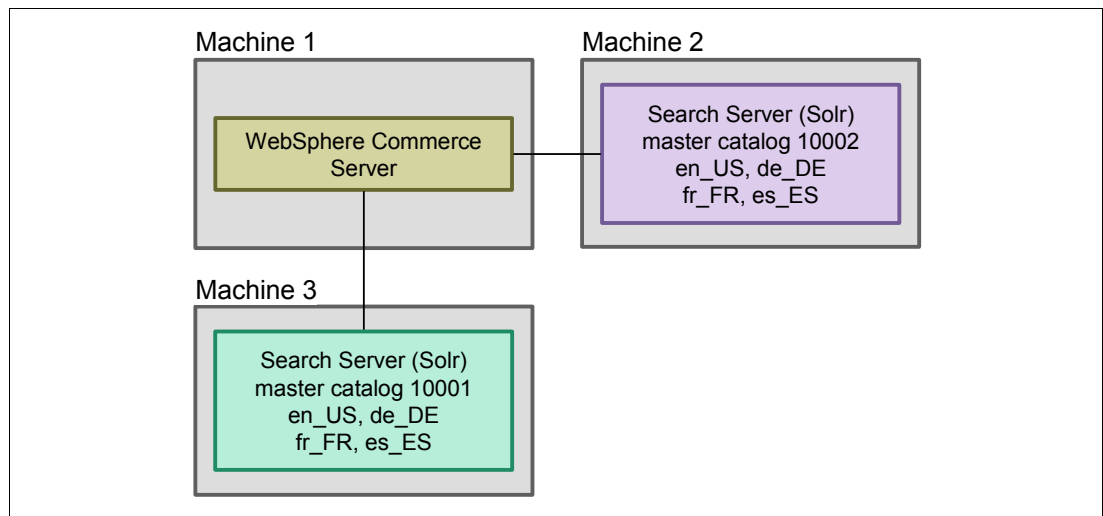 Machine 1
WebSphere Commerce
Server
Machine 2
Search Server (Solr)
master catalog 10002
en_US, de_DE
fr_FR, es_ES
Machine 3
Search Server (Solr)
master catalog 10001
en_US, de_DE
fr_FR, es_ES